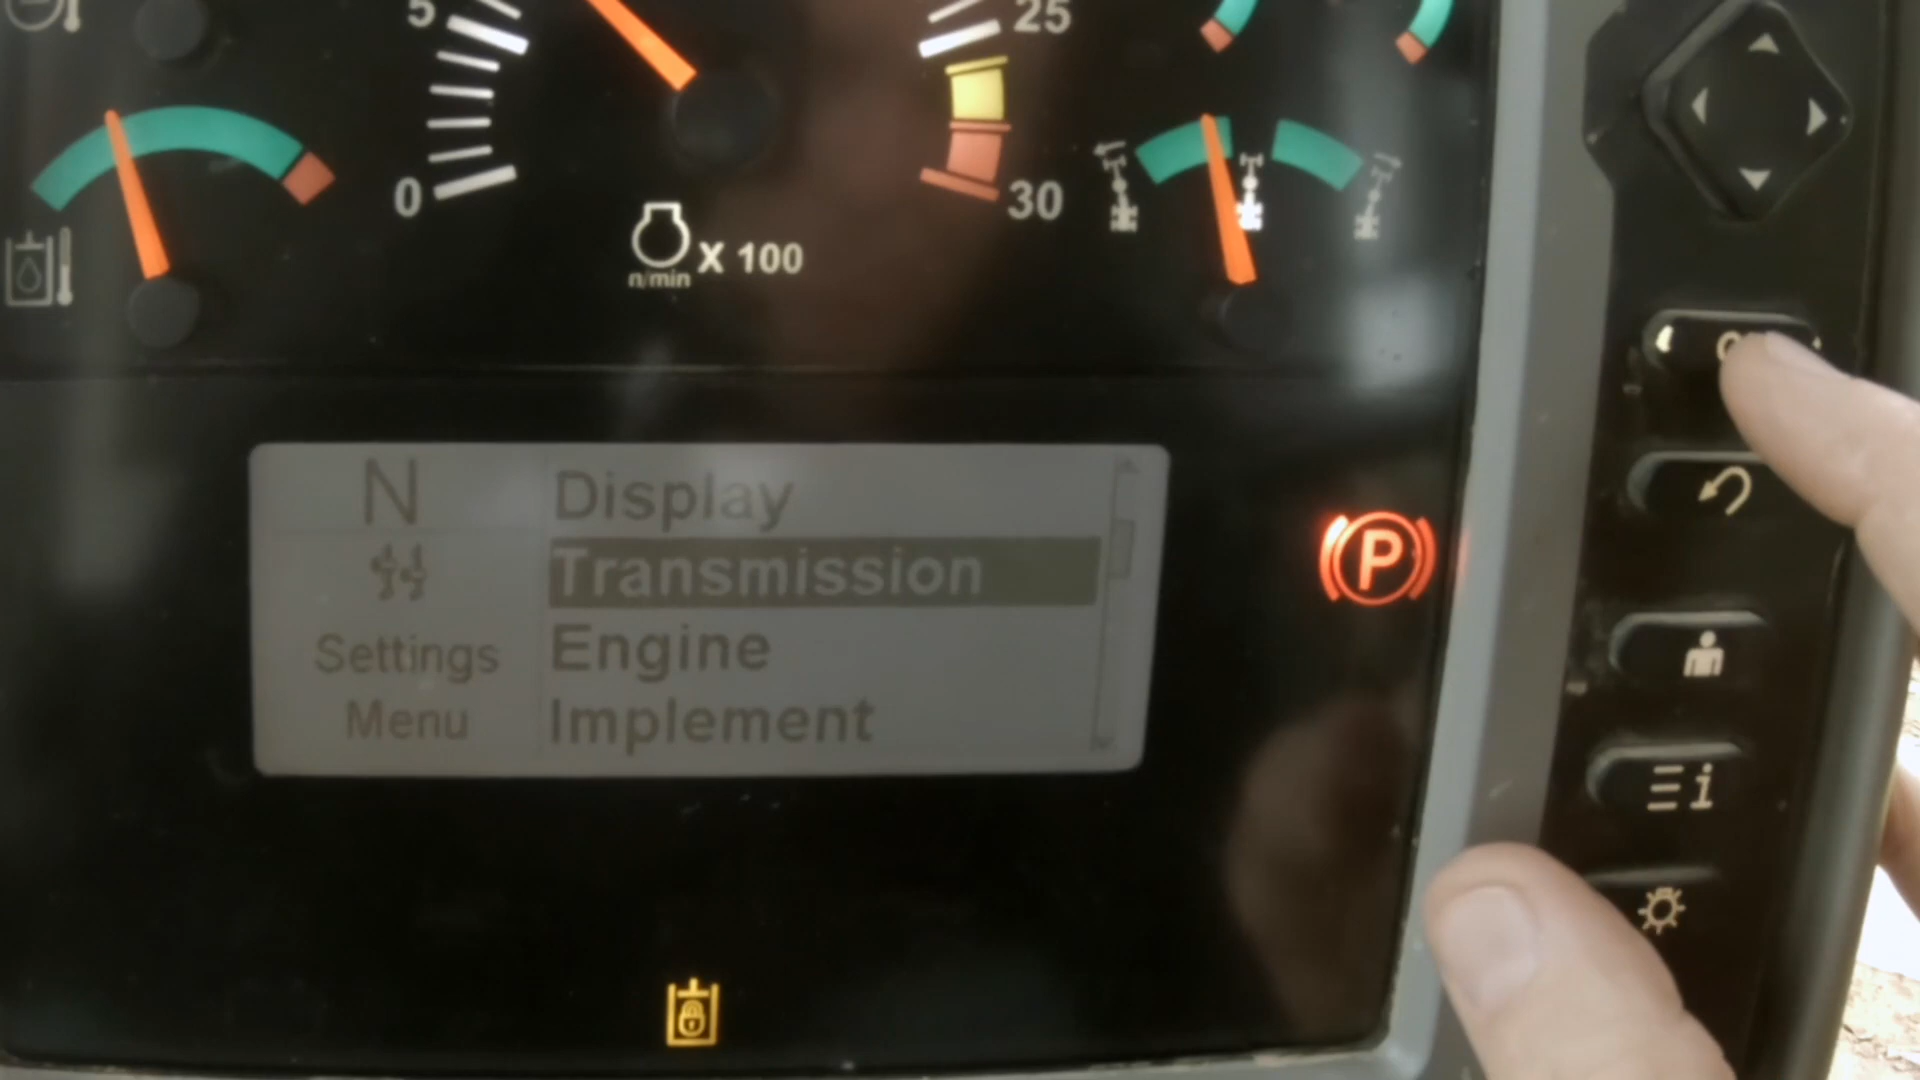 5
25
0
30
n/min
X 100
N
Display
Transmission
Settings
Engine
Menu
Implement
P
i